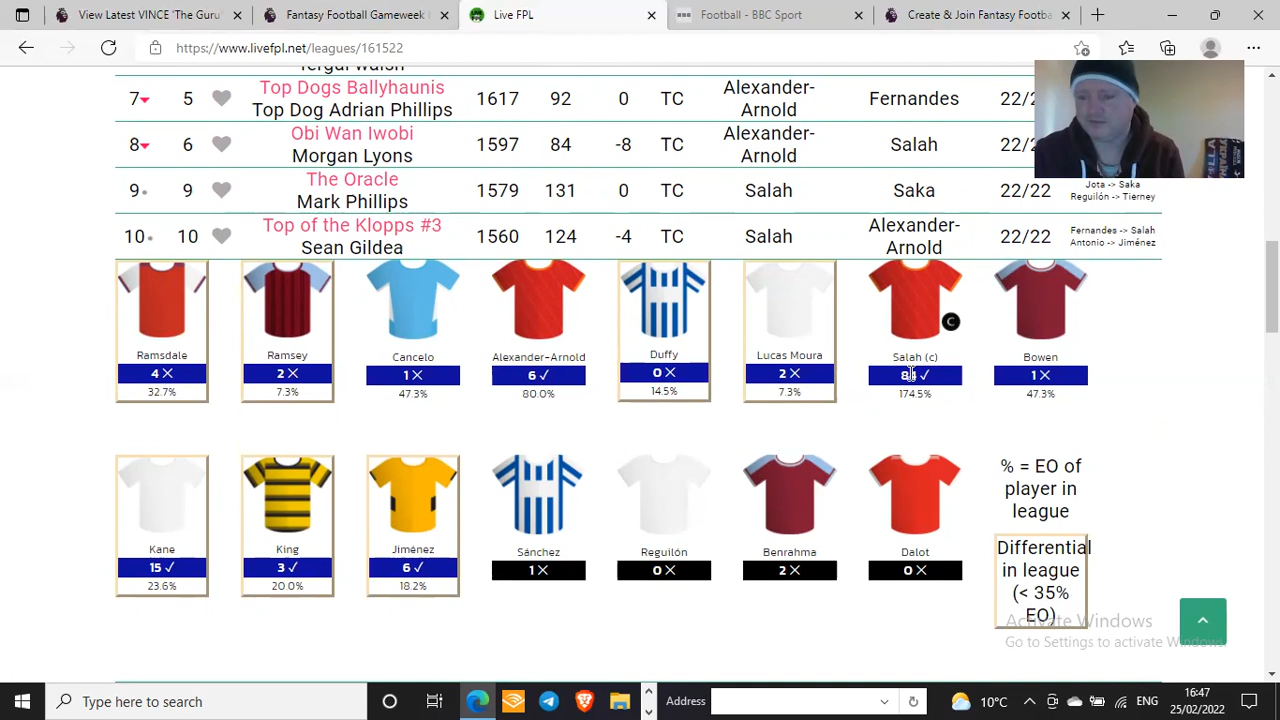 View Latest VINCE 'The Guru'
Fantasy Football Gameweek
Live FPL
Football - BBC Sport
Create & Join Fantasy Footba
https://www.livefpl.net/leagues/161522
Fergal Walsh
7 5 Top Dogs Ballyhaunis 1617 92 0 TC Alexander- Fernandes 22/2
Top Dog Adrian Phillips Arnold
8 6 Obi Wan Iwobi 1597 84 -8 TC Alexander- Salah 22/2
Morgan Lyons Arnold
9 9 The Oracle 1579 131 0 TC Salah Saka 22/22 Jota -> Saka
Mark Phillips Reguilón -> Tierney
10 10 Top of the Klopps #3 1560 124 -4 TC Salah Alexander- 22/22 Fernandes -> Salah
Sean Gildea Arnold Antonio -> Jiménez
C
Ramsdale Ramsey Cancelo Alexander-Arnold Duffy Lucas Moura Salah (c) Bowen
4 ✕ 2 ✕ 1 ✕ 6 ✓ 0 ✕ 2 ✕ ✓ 1 ✕
32.7% 7.3% 47.3% 80.0% 14.5% 7.3% 174.5% 47.3%
% = EO of
player in
league
Kane King Jiménez Sánchez Reguilón Benrahma Dalot
15 ✓ 3 ✓ 6 ✓ 1 ✕ 0 ✕ 2 ✕ 0 ✕
23.6% 20.0% 18.2%
Differential
in league
(< 35%
EO)
Activate Windows
Go to Settings to activate Windows.
Type here to search
Address
10°C
ENG
16:47
25/02/2022